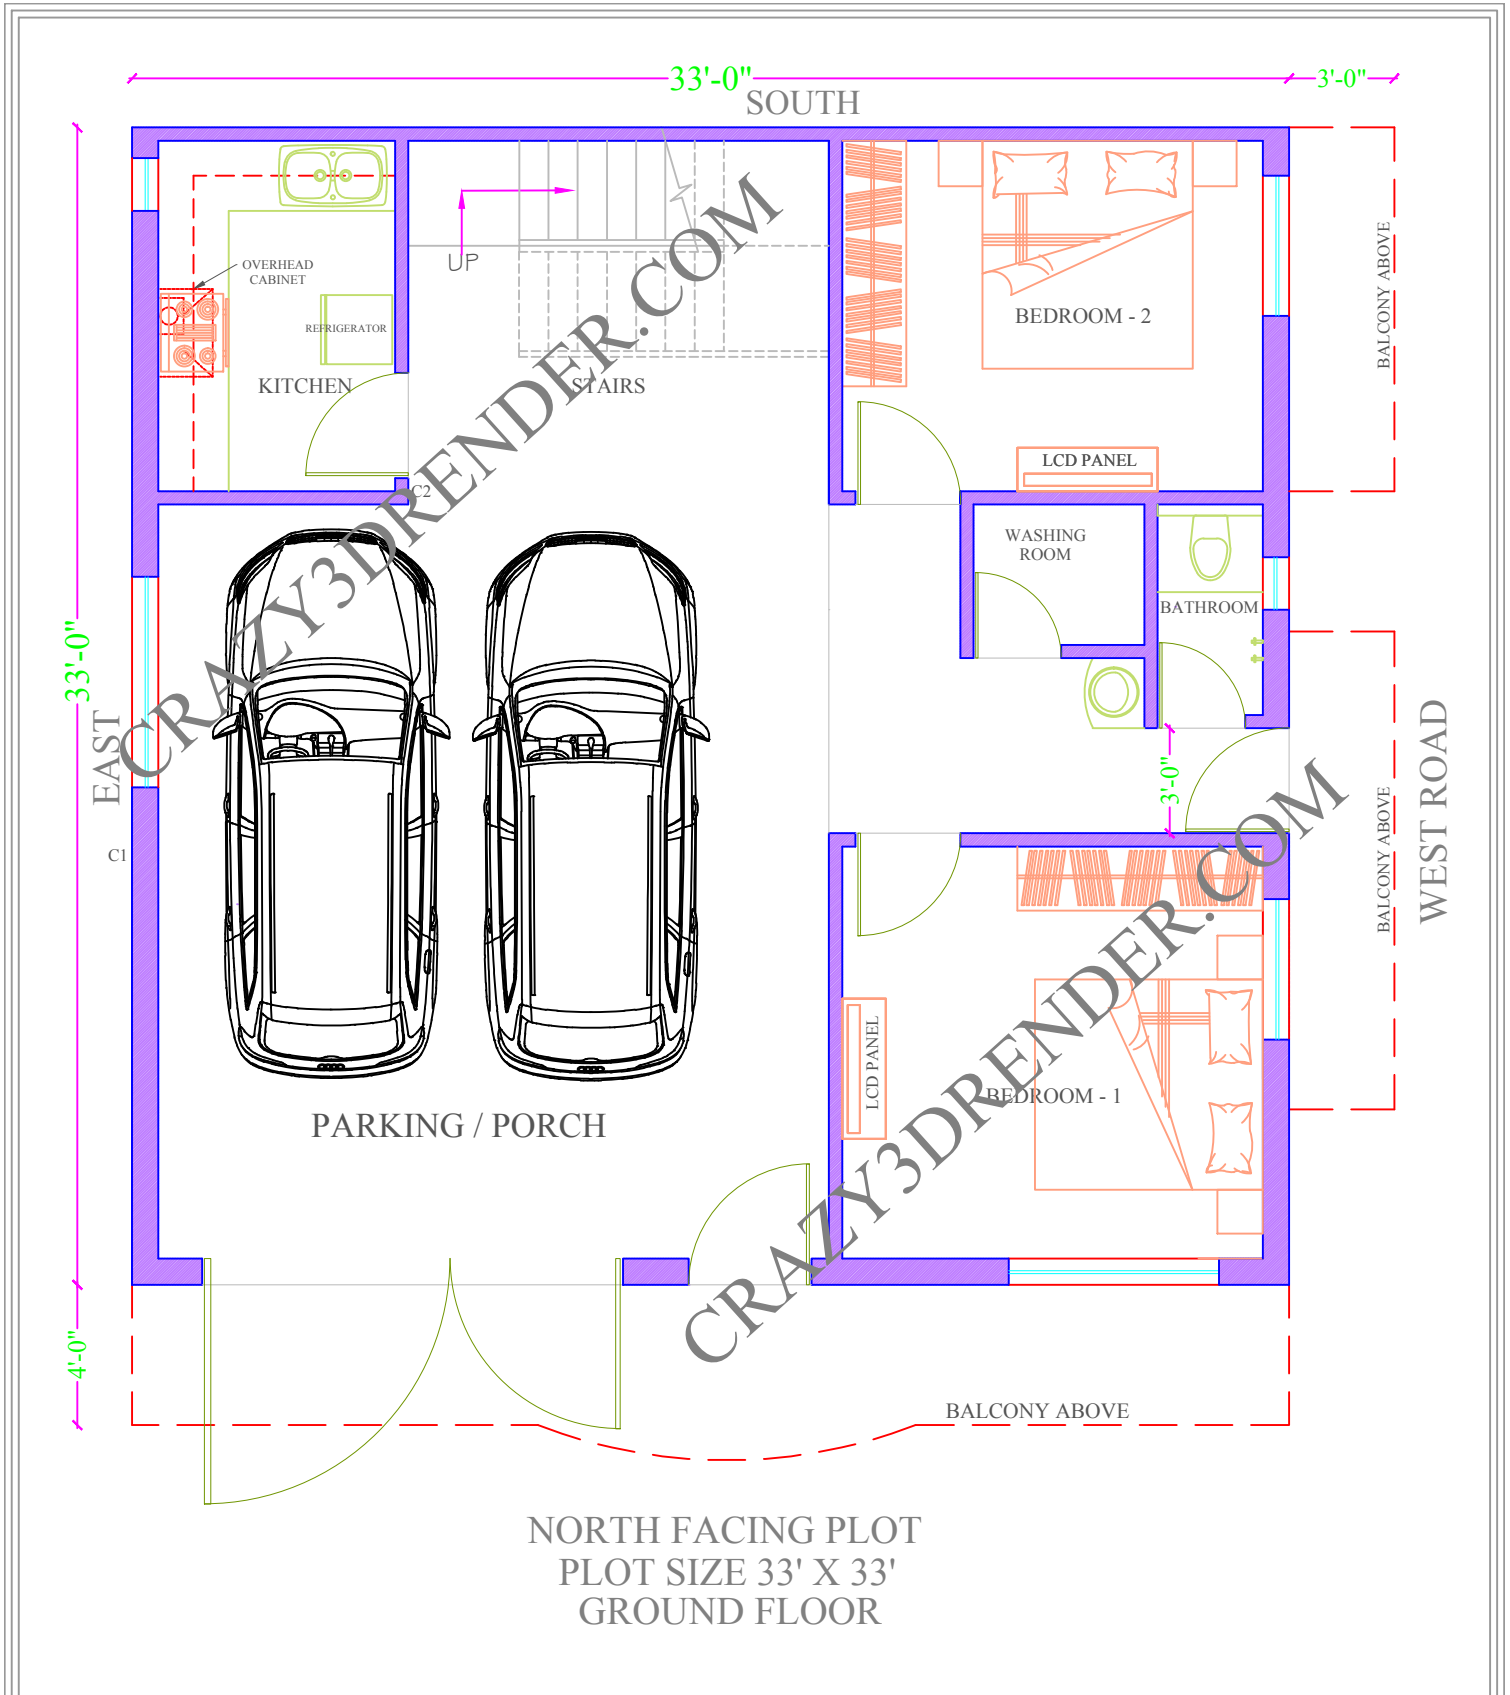 33'-0"
3'-0"
SOUTH
OVERHEAD
CABINET
UP
REFRIGERATOR
KITCHEN
STAIRS
BEDROOM - 2
BALCONY ABOVE
LCD PANEL
C2
WASHING
ROOM
BATHROOM
CRAZY3DRENDER.COM
33'-0"
EAST
3'-0"
WEST ROAD
BALCONY ABOVE
C1
LCD PANEL
BEDROOM - 1
PARKING / PORCH
CRAZY3DRENDER.COM
4'-0"
BALCONY ABOVE
NORTH FACING PLOT
PLOT SIZE 33' X 33'
GROUND FLOOR